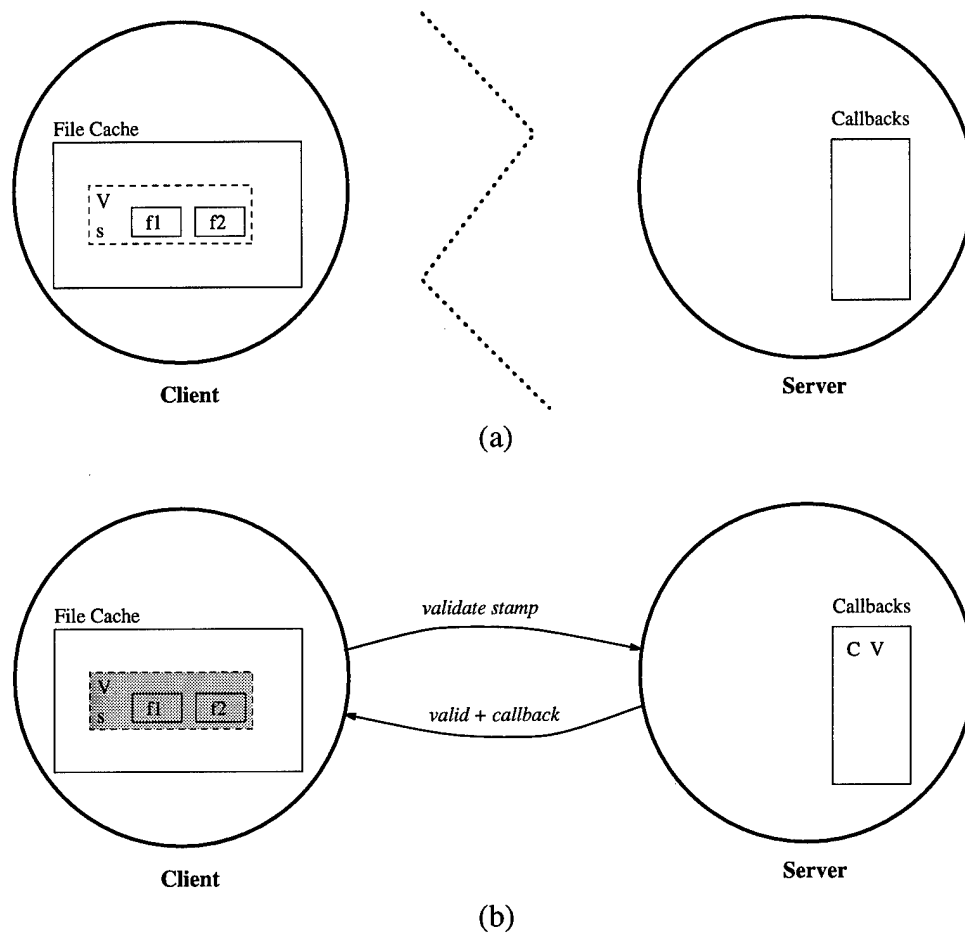 File Cache
V
s
f1
f2
Client
Callbacks
Server
(a)
File Cache
V
s
f1
f2
Client
validate stamp
valid + callback
Callbacks
C V
Server
(b)